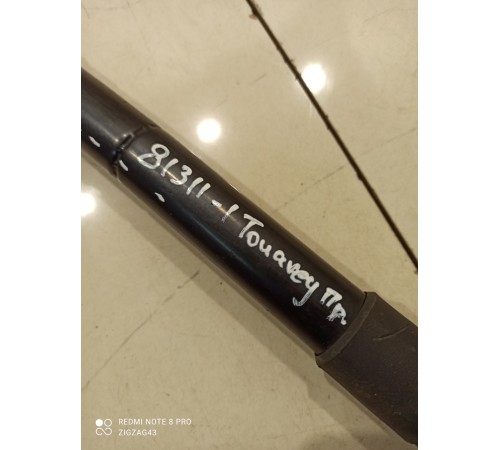 81311-1 Touareg пр.
REDMI NOTE 8 PRO
ZIGZAG43